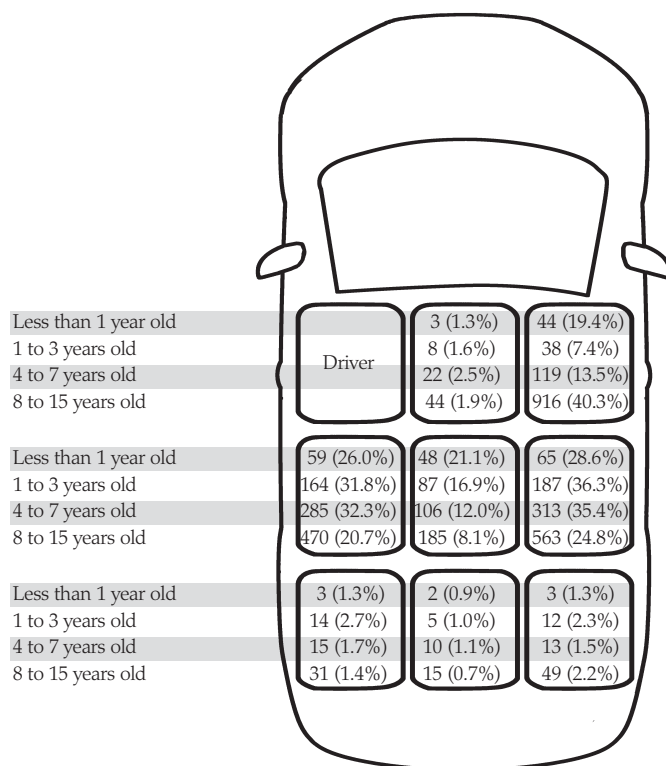 Less than 1 year old 3 (1.3%) 44 (19.4%)
1 to 3 years old 8 (1.6%) 38 (7.4%)
Driver
4 to 7 years old 22 (2.5%) 119 (13.5%)
8 to 15 years old 44 (1.9%) 916 (40.3%)
Less than 1 year old 59 (26.0%) 48 (21.1%) 65 (28.6%)
1 to 3 years old 164 (31.8%) 87 (16.9%) 187 (36.3%)
4 to 7 years old 285 (32.3%) 106 (12.0%) 313 (35.4%)
8 to 15 years old 470 (20.7%) 185 (8.1%) 563 (24.8%)
Less than 1 year old 3 (1.3%) 2 (0.9%) 3 (1.3%)
1 to 3 years old 14 (2.7%) 5 (1.0%) 12 (2.3%)
4 to 7 years old 15 (1.7%) 10 (1.1%) 13 (1.5%)
8 to 15 years old 31 (1.4%) 15 (0.7%) 49 (2.2%)